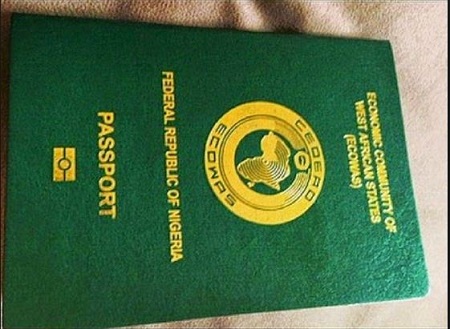 ECONOMIC COMMUNITY OF
WEST AFRICAN STATES
(ECOWAS)
CEDEAO
ECOWAS
FEDERAL REPUBLIC OF NIGERIA
PASSPORT